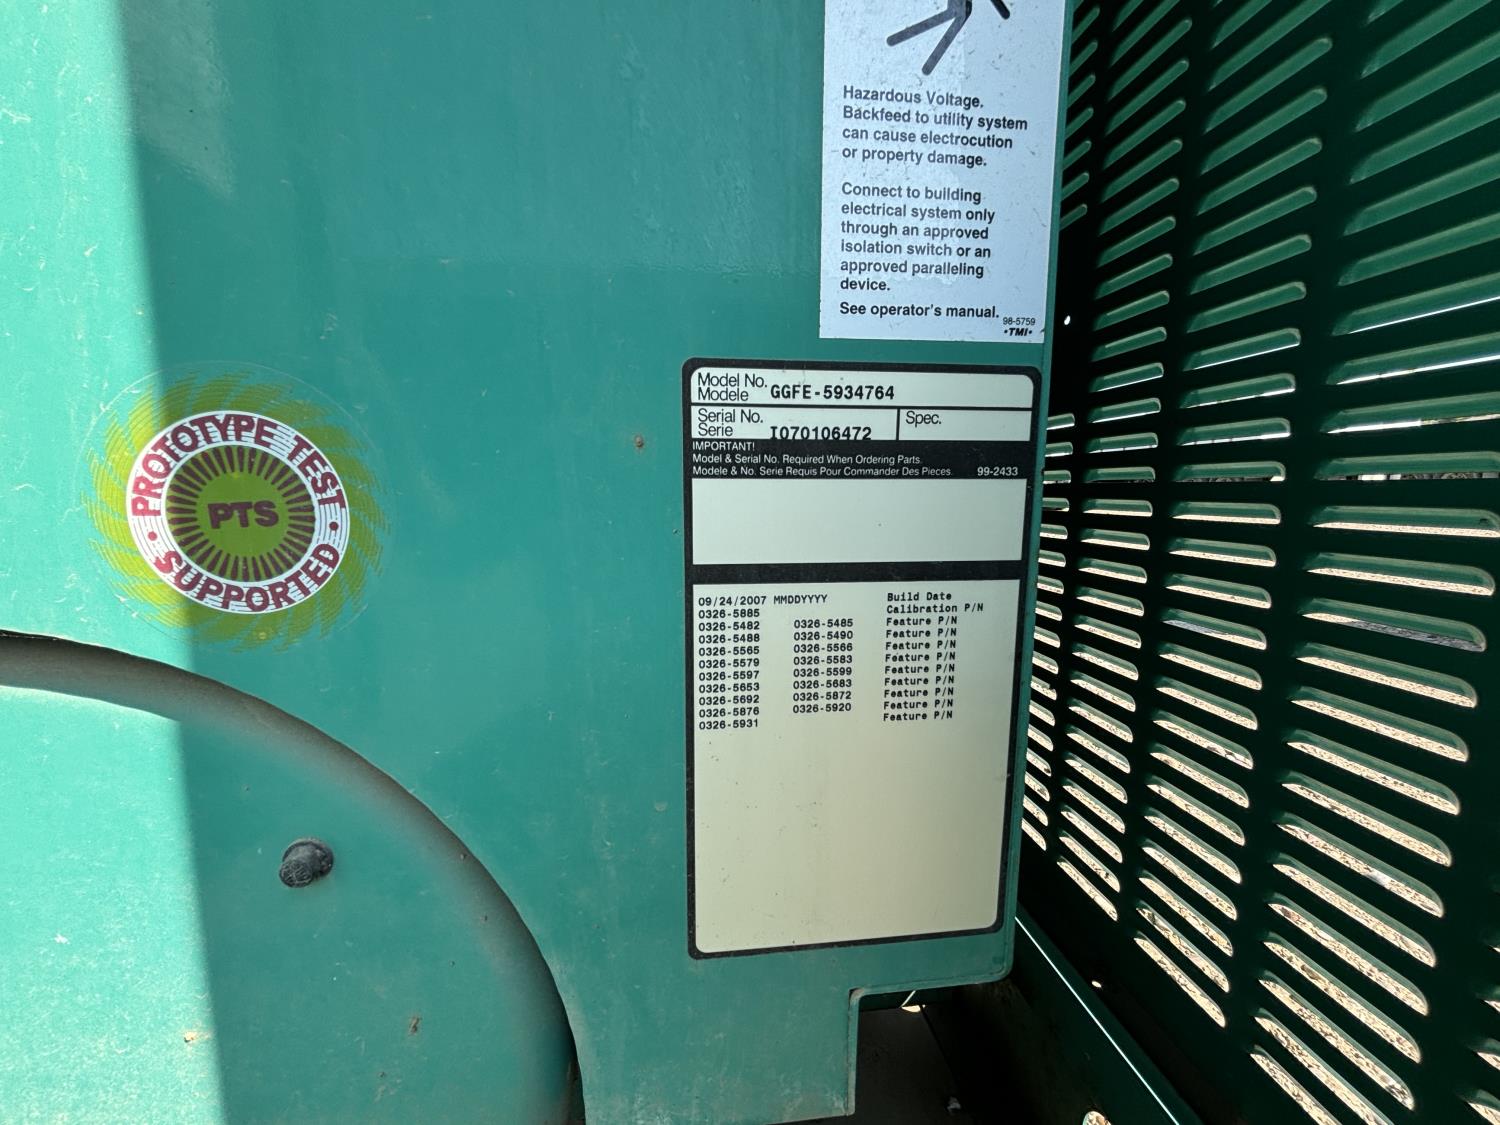 Hazardous Voltage.
Backfeed to utility system
can cause electrocution
or property damage.
Connect to building
electrical system only
through an approved
isolation switch or an
approved paralleling
device.
See operator's manual.
98-5759
•TMI•
PROTOTYPE TEST
PTS
• SUPPORTED •
Model No.
Modele GGFE-5934764
Serial No.
Serie I070106472
Spec.
IMPORTANT!
Model & Serial No. Required When Ordering Parts.
Modele & No. Serie Requis Pour Commander Des Pieces. 99-2433
09/24/2007 MMDDYYYY Build Date
0326-5885 Calibration P/N
0326-5482 0326-5485 Feature P/N
0326-5488 0326-5490 Feature P/N
0326-5565 0326-5566 Feature P/N
0326-5579 0326-5583 Feature P/N
0326-5597 0326-5599 Feature P/N
0326-5653 0326-5683 Feature P/N
0326-5692 0326-5872 Feature P/N
0326-5876 0326-5920 Feature P/N
0326-5931 Feature P/N